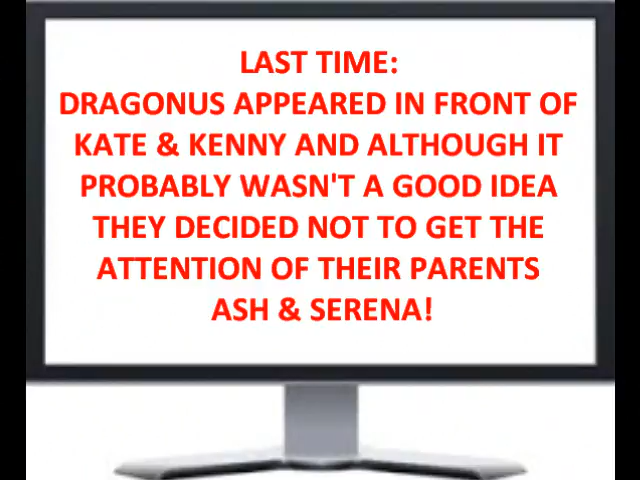 LAST TIME:
DRAGONUS APPEARED IN FRONT OF
KATE & KENNY AND ALTHOUGH IT
PROBABLY WASN'T A GOOD IDEA
THEY DECIDED NOT TO GET THE
ATTENTION OF THEIR PARENTS
ASH & SERENA!